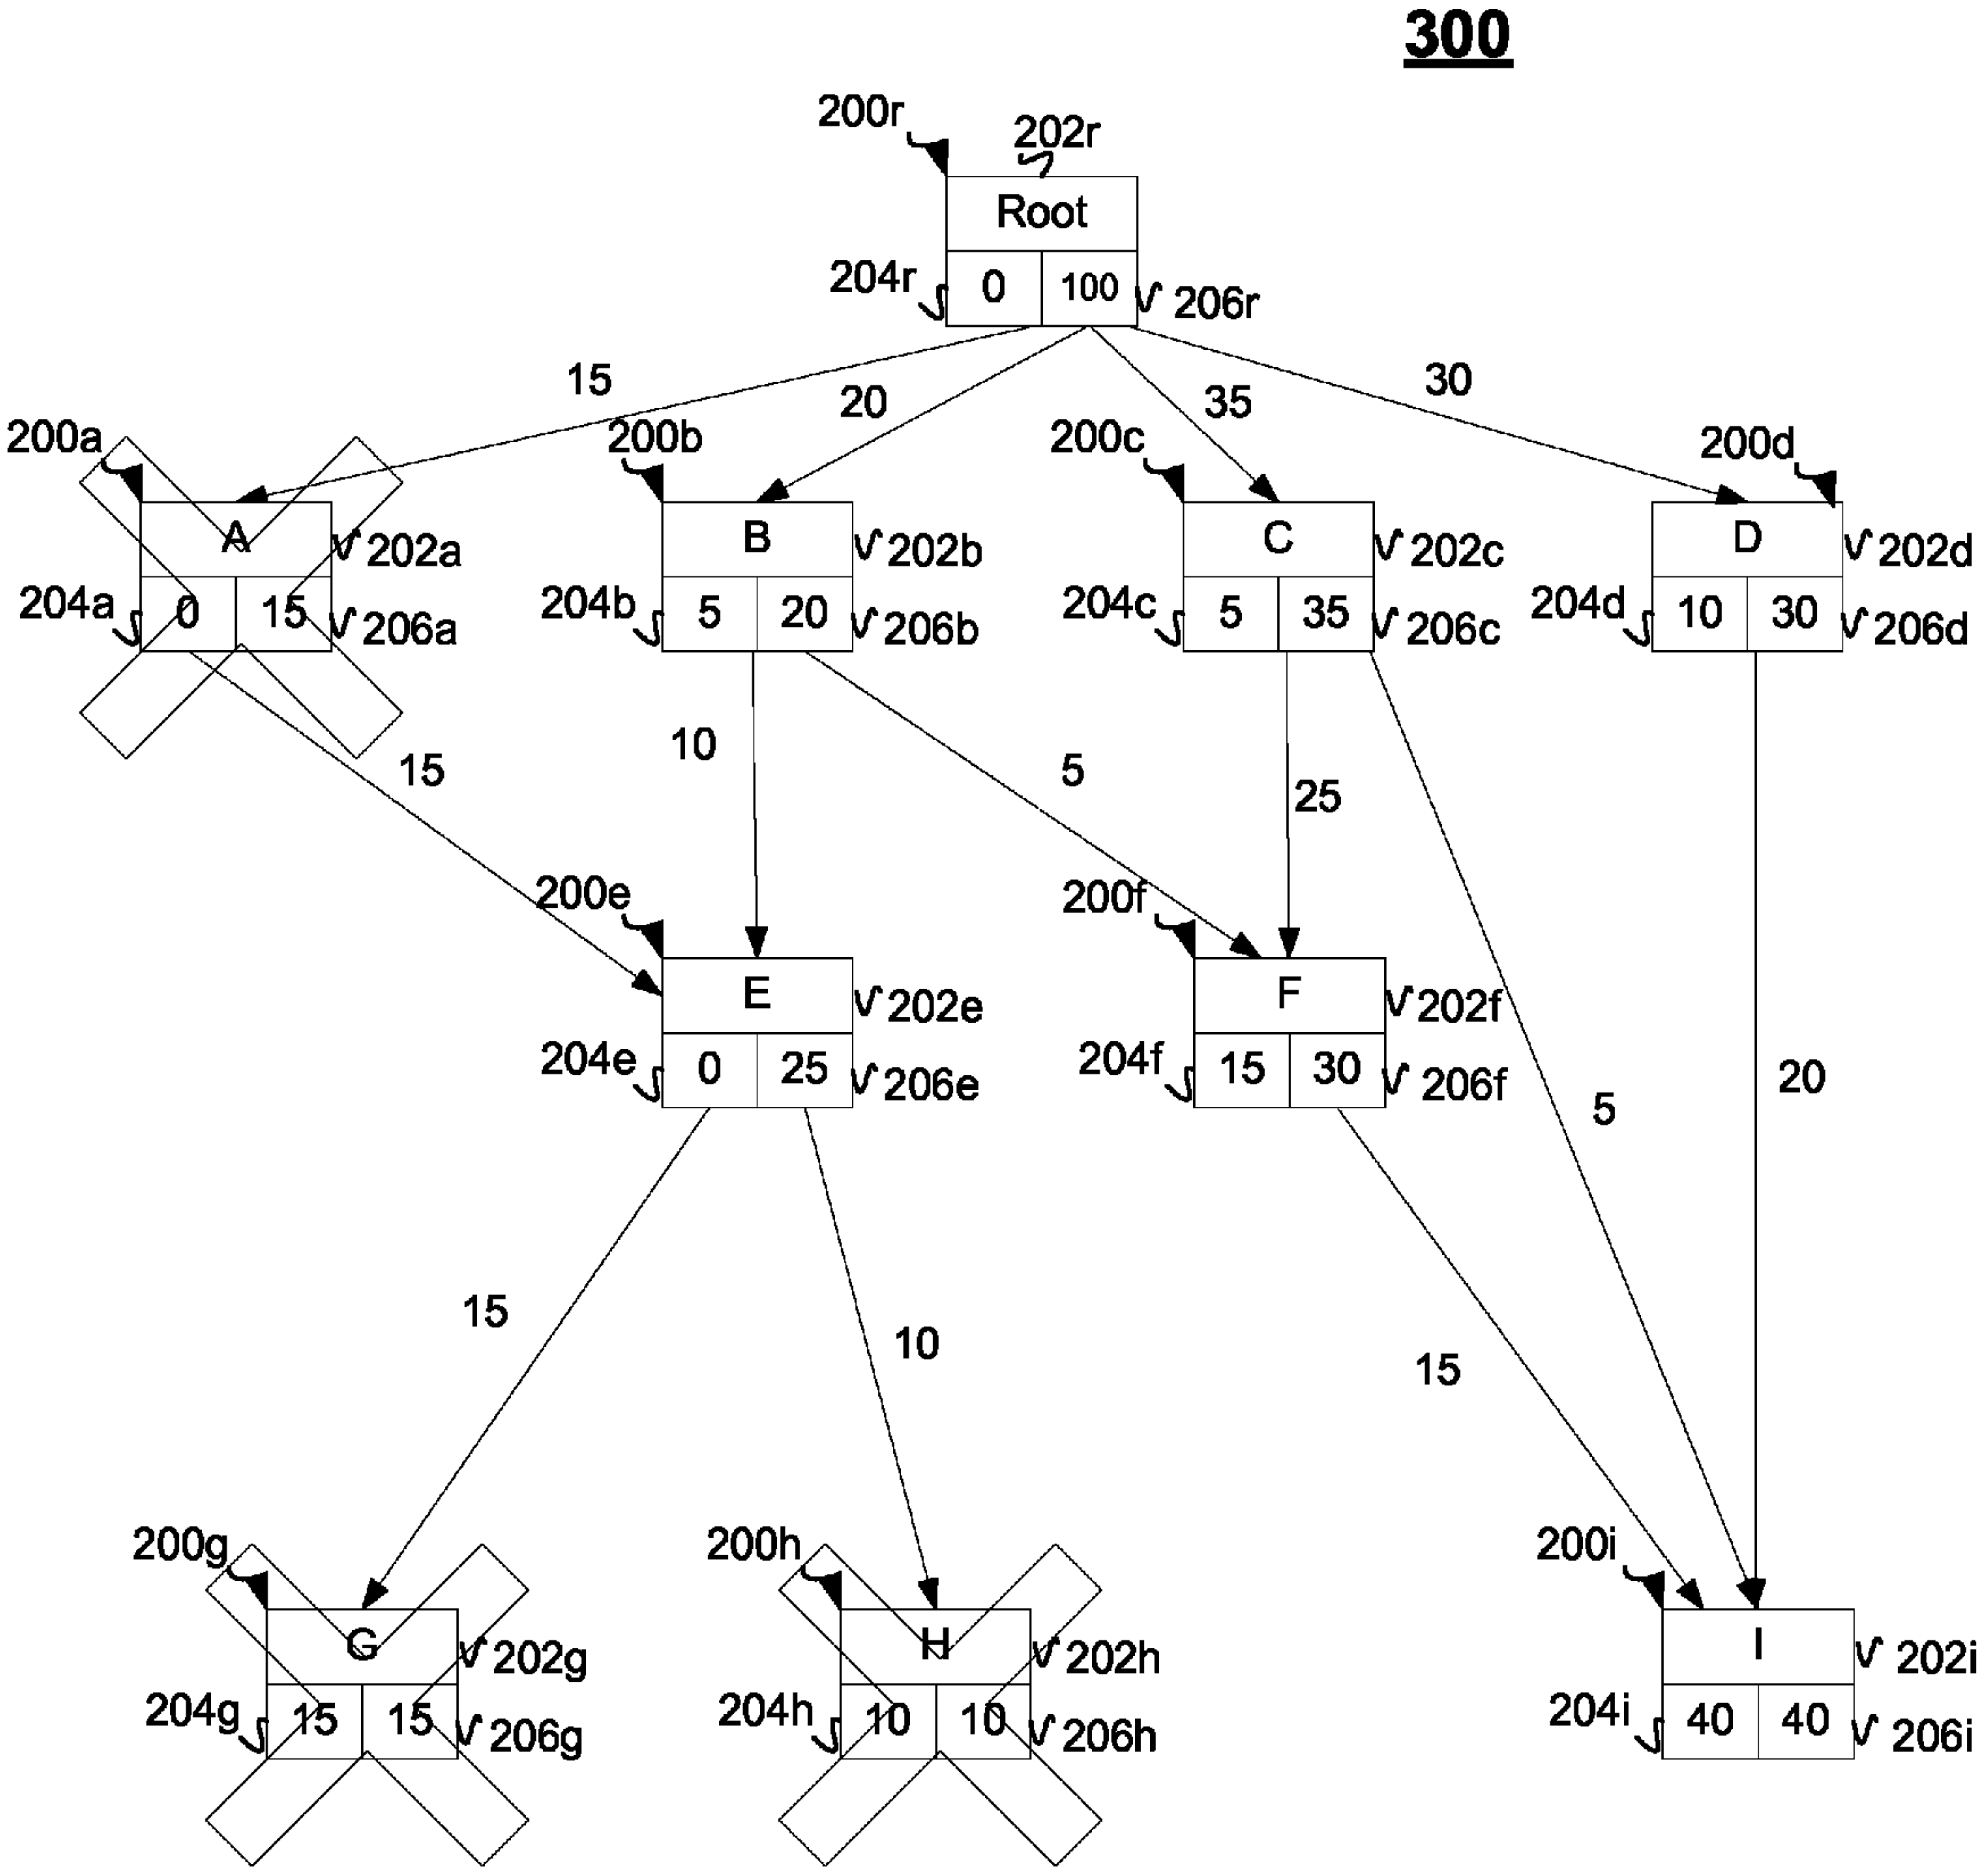 300
200r
202r
Root
204r
0
100
206r
15
20
35
30
200a
200b
200c
200d
A
202a
B
202b
C
202c
D
202d
204a
0
15
206a
204b
5
20
206b
204c
5
35
206c
204d
10
30
206d
15
10
5
25
200e
200f
E
202e
F
202f
204e
0
25
206e
204f
15
30
206f
20
5
15
10
15
200g
200h
200i
G
202g
H
202h
I
202i
204g
15
15
206g
204h
10
10
206h
204i
40
40
206i